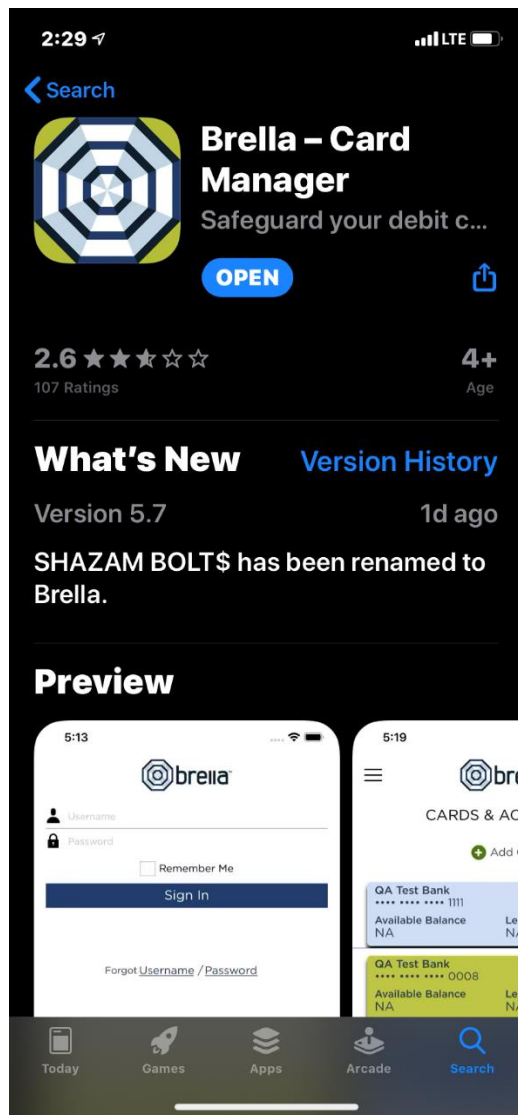 2:29
LTE
Search
Brella – Card
Manager
Safeguard your debit c...
OPEN
2.6
4+
107 Ratings
Age
What's New
Version History
Version 5.7
1d ago
SHAZAM BOLT$ has been renamed to
Brella.
Preview
5:13
brella
Username
Password
Remember Me
Sign In
Forgot Username / Password
5:19
bre
CARDS & AC
Add
QA Test Bank
•••• •••• •••• 1111
Available Balance
Le
NA
N
QA Test Bank
•••• •••• •••• 0008
Available Balance
Le
NA
N
Today
Games
Apps
Arcade
Search